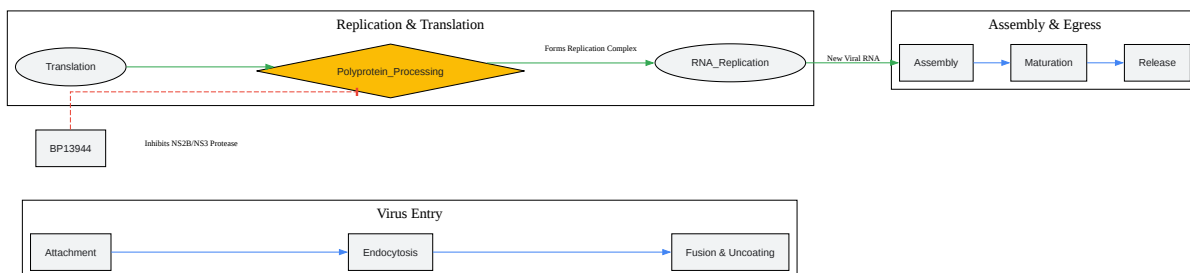 Replication & Translation
Assembly & Egress
Translation
Polyprotein_Processing
Forms Replication Complex
RNA_Replication
New Viral RNA
Assembly
Maturation
Release
BP13944
Inhibits NS2B/NS3 Protease
Virus Entry
Attachment
Endocytosis
Fusion & Uncoating